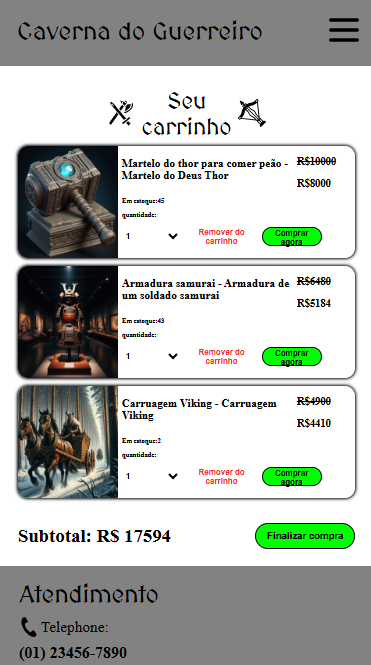 Caverna do Guerreiro
Seu
carrinho
Martelo do thor para comer peão -
Martelo do Deus Thor
R$10000
R$8000
Em estoque:45
quantidade:
1
Remover do
carrinho
Comprar
agora
Armadura samurai - Armadura de
um soldado samurai
R$6480
R$5184
Em estoque:43
quantidade:
1
Remover do
carrinho
Comprar
agora
Carruagem Viking - Carruagem
Viking
R$4900
R$4410
Em estoque:2
quantidade:
1
Remover do
carrinho
Comprar
agora
Subtotal: R$ 17594
Finalizar compra
Atendimento
Telephone:
(01) 23456-7890